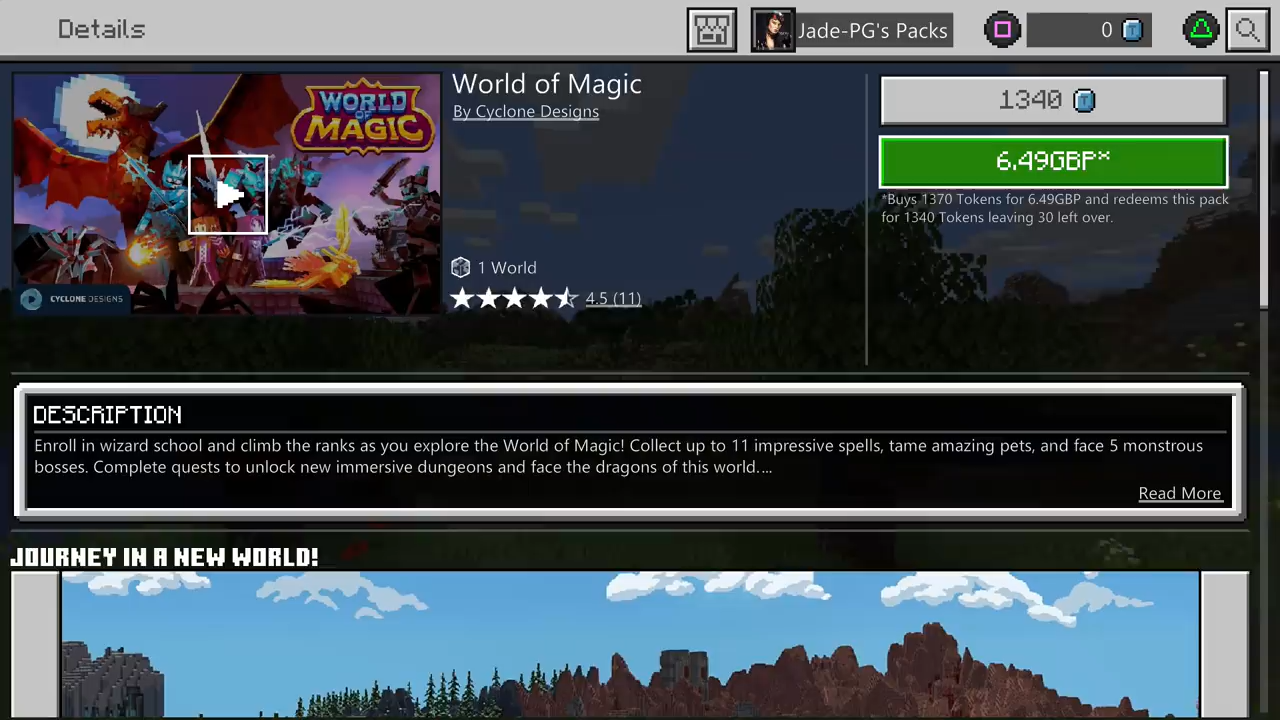 Details
Jade-PG's Packs
0
WORLD
OF
MAGIC
CYCLONE DESIGNS
World of Magic
By Cyclone Designs
1 World
4.5 (11)
1340
6.49GBP*
*Buys 1370 Tokens for 6.49GBP and redeems this pack
for 1340 Tokens leaving 30 left over.
DESCRIPTION
Enroll in wizard school and climb the ranks as you explore the World of Magic! Collect up to 11 impressive spells, tame amazing pets, and face 5 monstrous
bosses. Complete quests to unlock new immersive dungeons and face the dragons of this world....
Read More
JOURNEY IN A NEW WORLD!